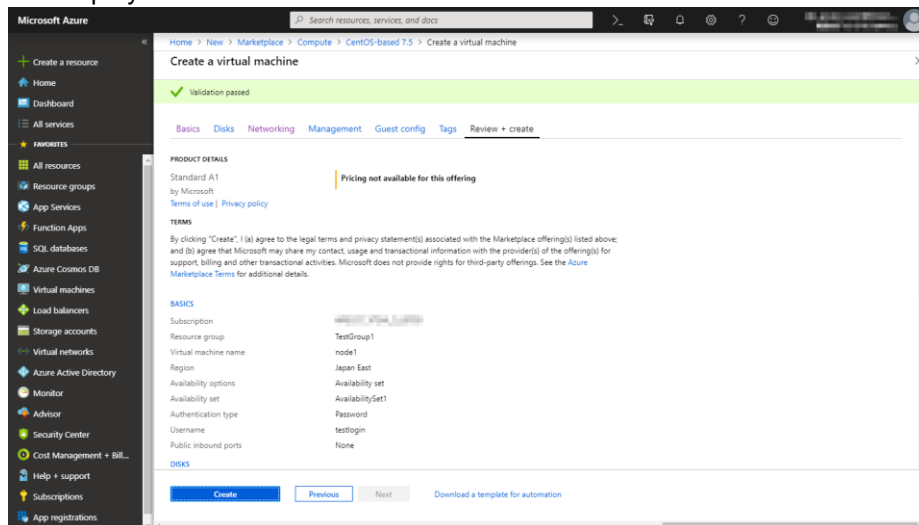 Microsoft Azure
Search resources, services, and docs
Home > New > Marketplace > Compute > CentOS-based 7.5 > Create a virtual machine
Create a virtual machine
Validation passed
Basics Disks Networking Management Guest config Tags Review + create
PRODUCT DETAILS
Standard A1
by Microsoft
Terms of use | Privacy policy
Pricing not available for this offering
TERMS
By clicking "Create", I (a) agree to the legal terms and privacy statement(s) associated with the Marketplace offering(s) listed above;
and (b) agree that Microsoft may share my contact, usage and transactional information with the provider(s) of the offering(s) for
support, billing and other transactional activities. Microsoft does not provide rights for third-party offerings. See the Azure
Marketplace Terms for additional details.
BASICS
Subscription
Resource group TestGroup1
Virtual machine name node1
Region Japan East
Availability options Availability set
Availability set AvailabilitySet1
Authentication type Password
Username testlogin
Public inbound ports None
DISKS
Create Previous Next Download a template for automation
Create a resource
Home
Dashboard
All services
FAVORITES
All resources
Resource groups
App Services
Function Apps
SQL databases
Azure Cosmos DB
Virtual machines
Load balancers
Storage accounts
Virtual networks
Azure Active Directory
Monitor
Advisor
Security Center
Cost Management + Bill...
Help + support
Subscriptions
App registrations